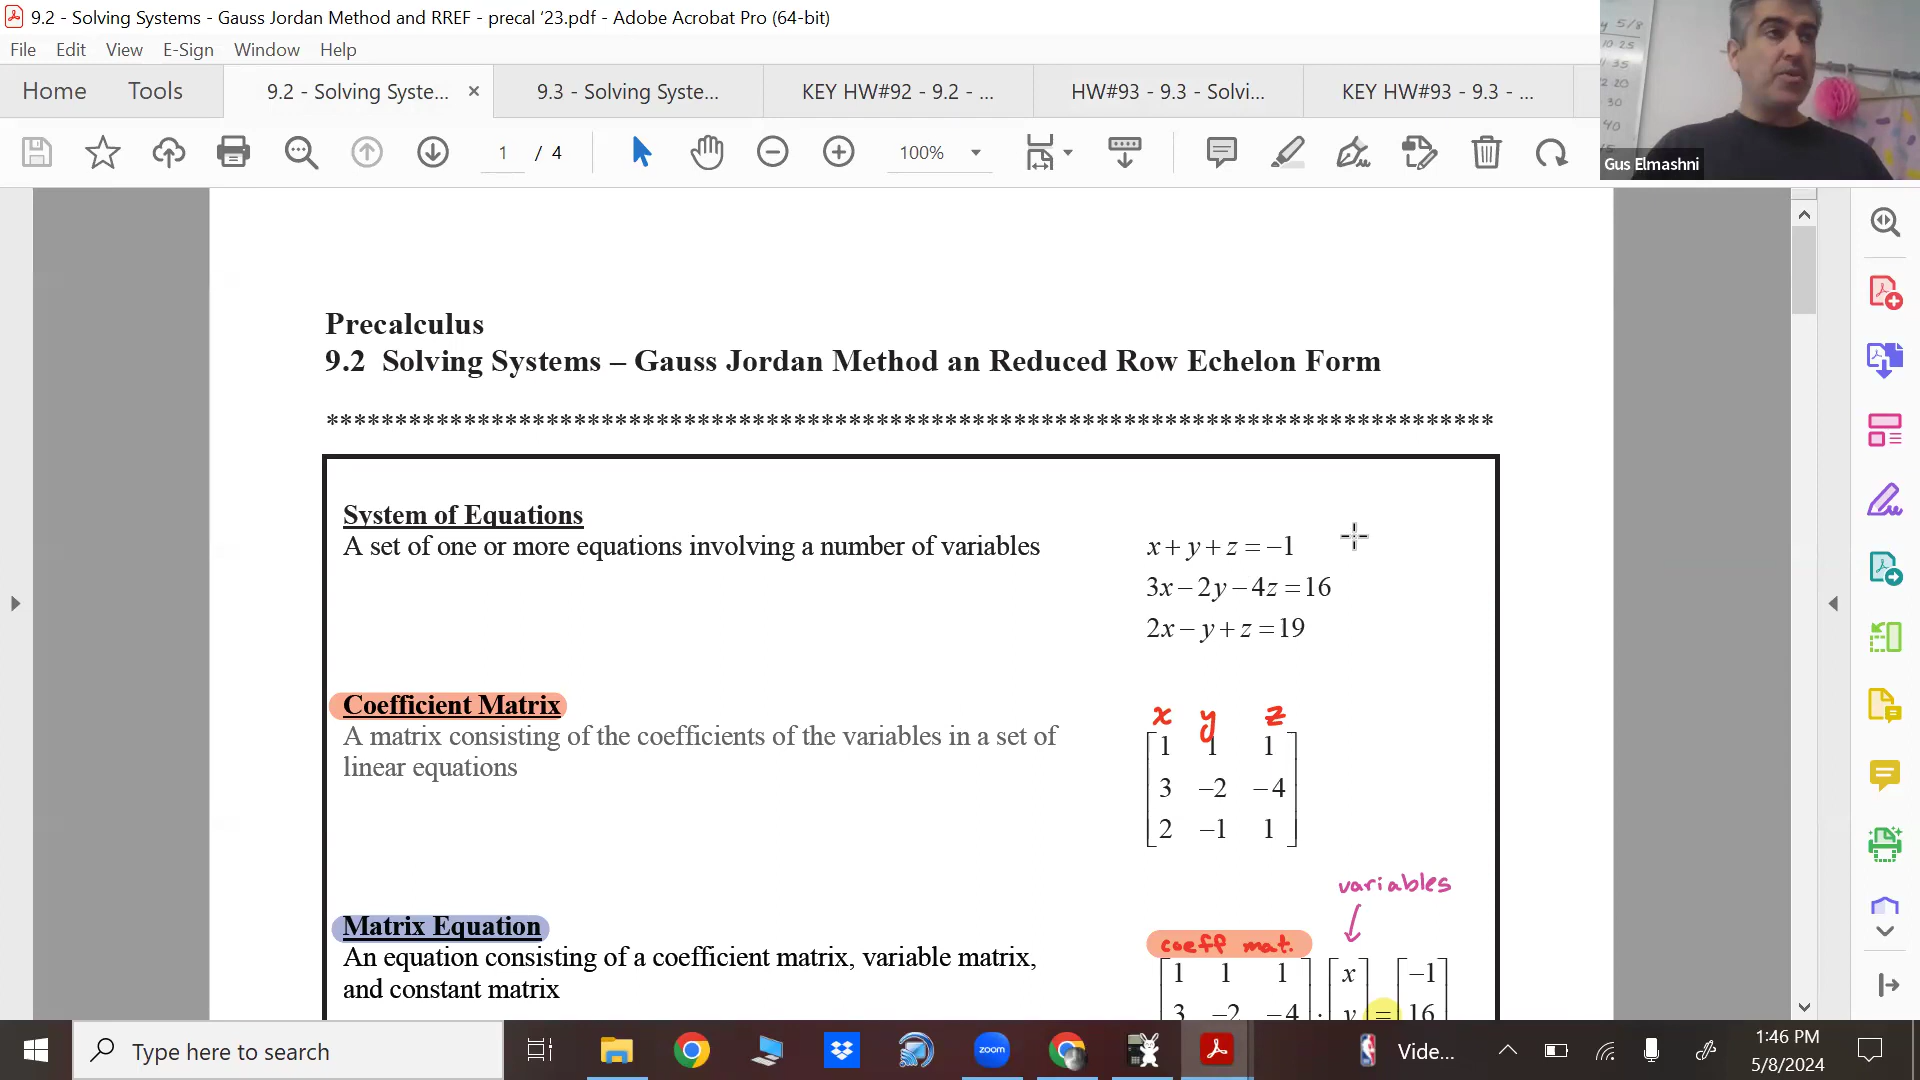 9.2 - Solving Systems - Gauss Jordan Method and RREF - precal '23.pdf - Adobe Acrobat Pro (64-bit)
File Edit View E-Sign Window Help
Home Tools 9.2 - Solving Syste... × 9.3 - Solving Syste... KEY HW#92 - 9.2 - ... HW#93 - 9.3 - Solvi... KEY HW#93 - 9.3 - ...
1 / 4 100%
Gus Elmashni
Precalculus
9.2 Solving Systems – Gauss Jordan Method an Reduced Row Echelon Form
*************************************************************************************
System of Equations
A set of one or more equations involving a number of variables
x + y + z = −1
3x − 2y − 4z = 16
2x − y + z = 19
Coefficient Matrix
A matrix consisting of the coefficients of the variables in a set of
linear equations
x y z
1 1 1
3 −2 −4
2 −1 1
variables
Matrix Equation
An equation consisting of a coefficient matrix, variable matrix,
and constant matrix
coeff mat.
1 1 1 x −1
3 −2 −4 · y = 16
Type here to search
zoom
Vide...
1:46 PM
5/8/2024